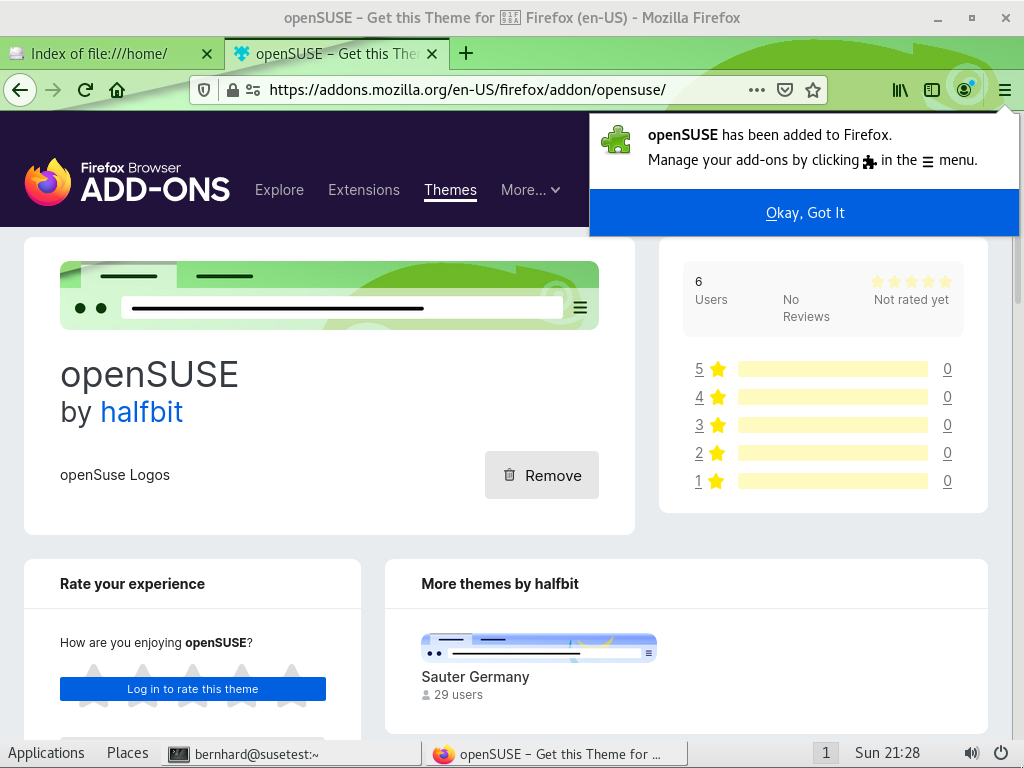 openSUSE – Get this Theme for 🦊 Firefox (en-US) - Mozilla Firefox
Index of file:///home/
openSUSE – Get this The
https://addons.mozilla.org/en-US/firefox/addon/opensuse/
openSUSE has been added to Firefox.
Manage your add-ons by clicking in the ☰ menu.
Okay, Got It
Firefox Browser
ADD-ONS
Explore
Extensions
Themes
More...
openSUSE
by halfbit
openSuse Logos
Remove
6
Users
No
Reviews
Not rated yet
5 0
4 0
3 0
2 0
1 0
Rate your experience
How are you enjoying openSUSE?
Log in to rate this theme
More themes by halfbit
Sauter Germany
29 users
Applications
Places
bernhard@susetest:~
openSUSE – Get this Theme for ...
1
Sun 21:28